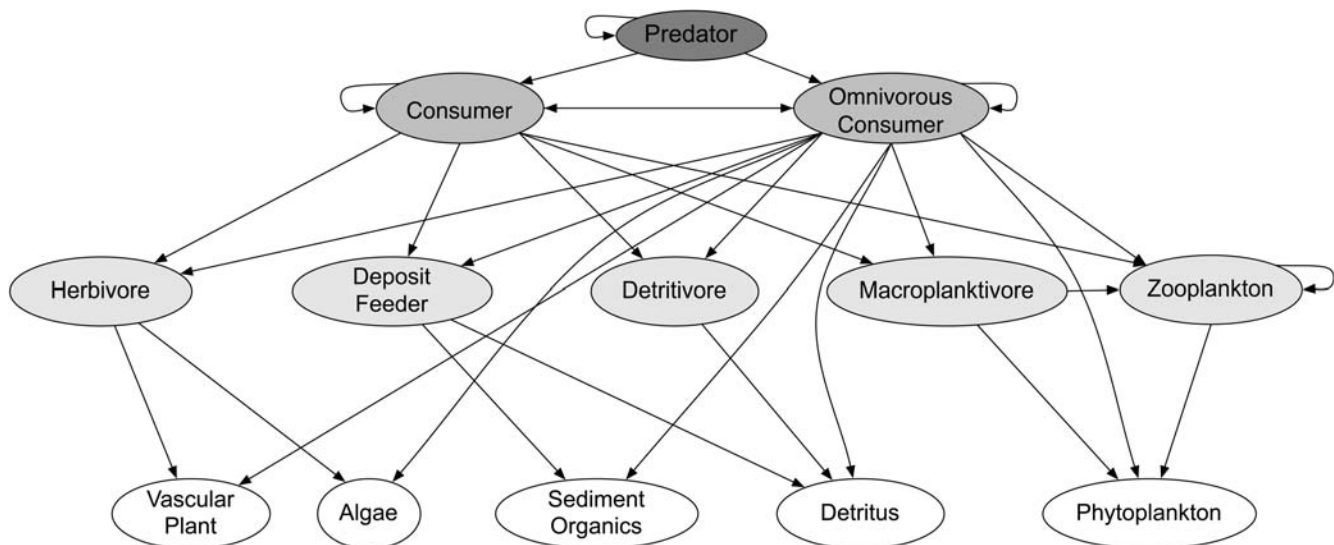 Predator
Consumer
Omnivorous
Consumer
Herbivore
Deposit
Feeder
Detritivore
Macroplanktivore
Zooplankton
Vascular
Plant
Algae
Sediment
Organics
Detritus
Phytoplankton